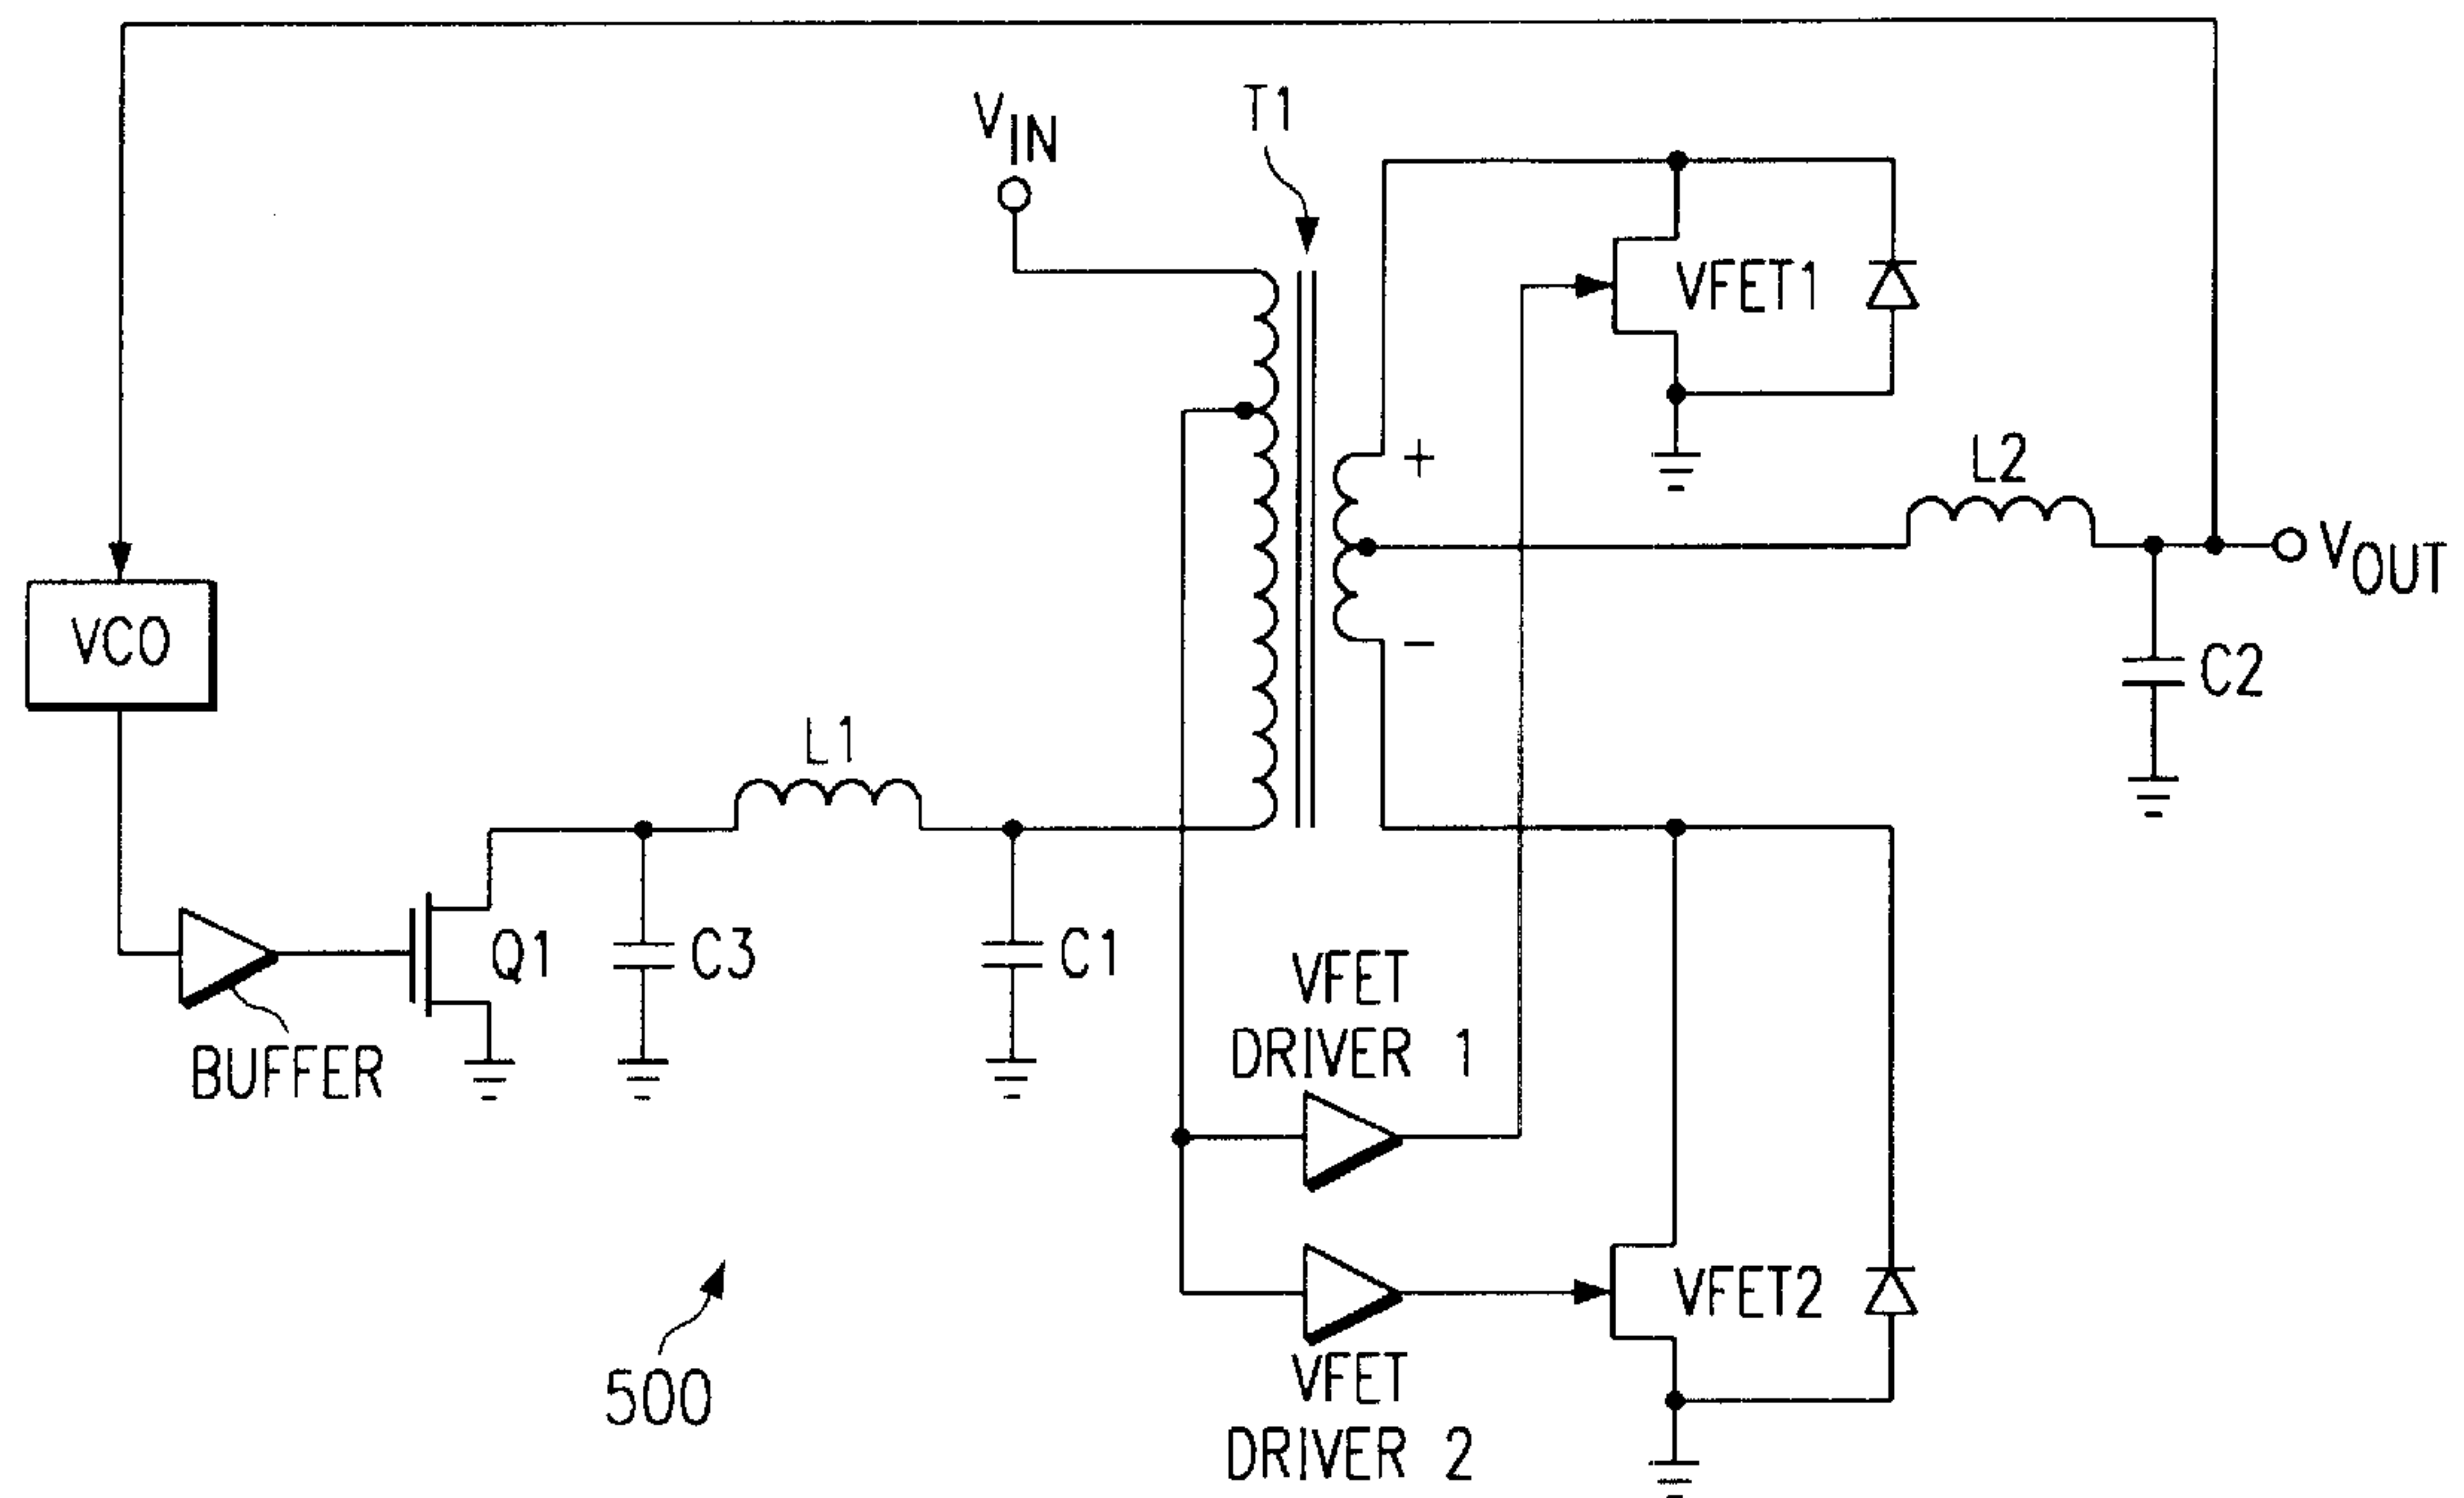 VIN
T1
VFET1
L2
VOUT
+
VCO
−
C2
L1
Q1
C3
C1
VFET
DRIVER 1
BUFFER
VFET2
500
VFET
DRIVER 2